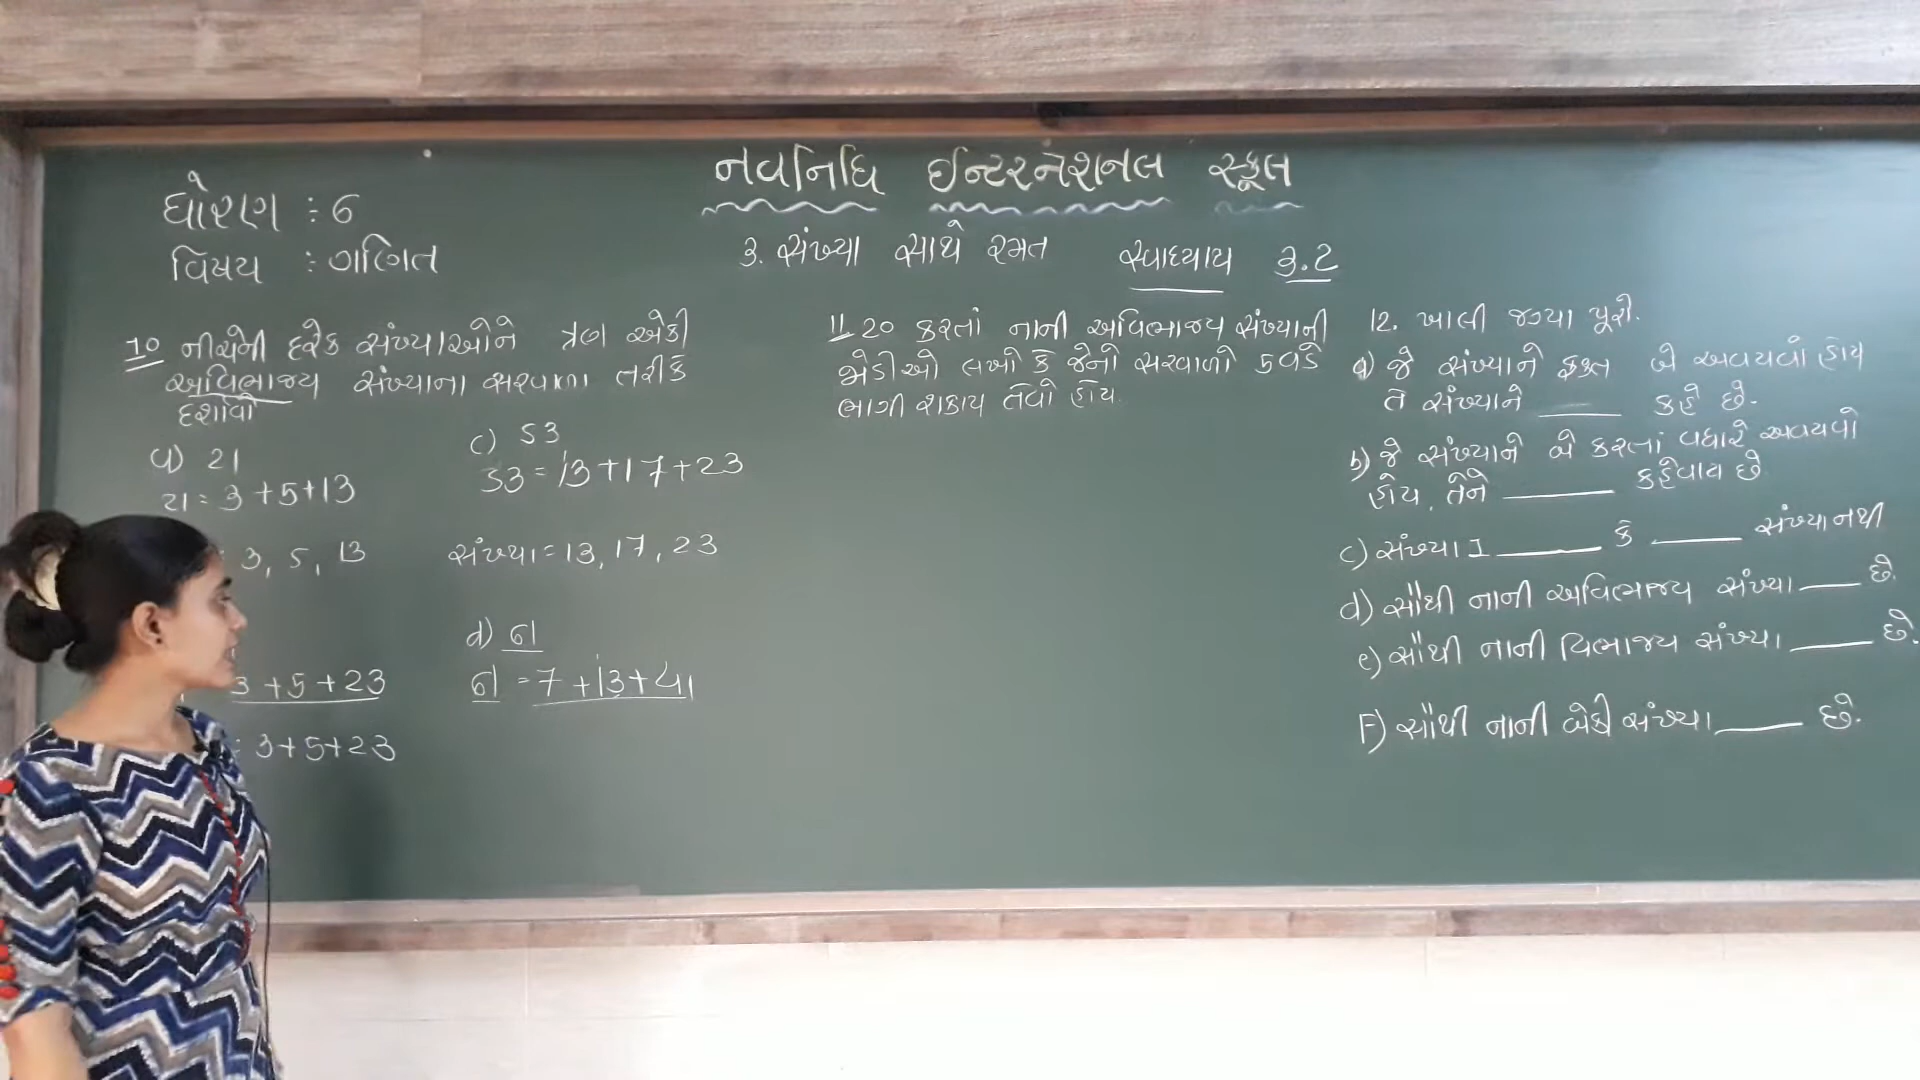 નવનિધિ ઈન્ટરનેશનલ સ્કૂલ
ધોરણ : 6
વિષય : ગણિત
3. સંખ્યા સાથે રમત સ્વાધ્યાય 3.2
10 નીચેની દરેક સંખ્યાઓને ત્રણ એકી
અવિભાજ્ય સંખ્યાના સરવાળા તરીકે
દર્શાવો
a) 21
21 = 3 + 5 + 13
3, 5, 13
3 + 5 + 23
= 3 + 5 + 23
c) 53
53 = 13 + 17 + 23
સંખ્યા = 13, 17, 23
d) 61
61 = 7 + 13 + 41
11. 20 કરતાં નાની અવિભાજ્ય સંખ્યાની
જોડીઓ લખો કે જેનો સરવાળો 5 વડે
ભાગી શકાય તેવો હોય.
12. ખાલી જગ્યા પૂરો.
a) જે સંખ્યાને ફક્ત બે અવયવો હોય
તે સંખ્યાને ____ કહે છે.
b) જે સંખ્યાને બે કરતાં વધારે અવયવો
હોય, તેને ____ કહેવાય છે
c) સંખ્યા 1 ____ કે ____ સંખ્યા નથી
d) સૌથી નાની અવિભાજ્ય સંખ્યા ____ છે.
e) સૌથી નાની વિભાજ્ય સંખ્યા ____ છે.
F) સૌથી નાની બેકી સંખ્યા ____ છે.